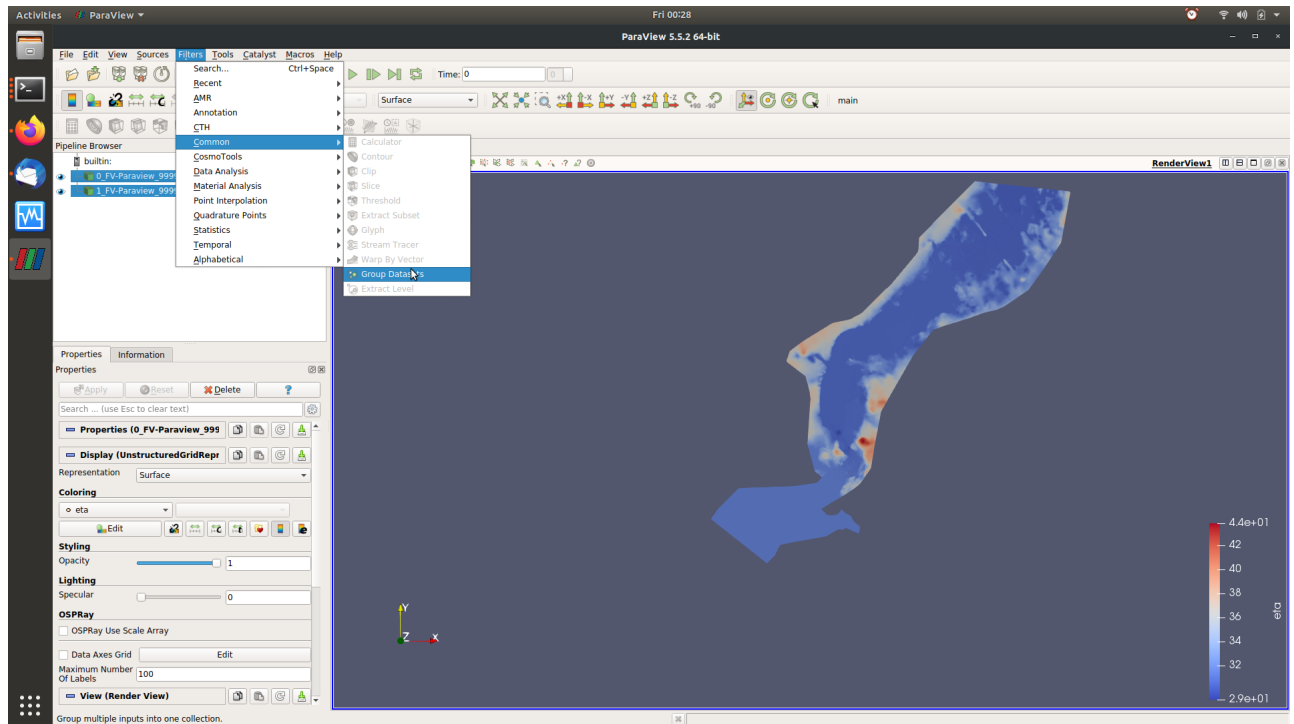 Activities ParaView Fri 00:28
ParaView 5.5.2 64-bit
File Edit View Sources Filters Tools Catalyst Macros Help
Search... Ctrl+Space
Recent
AMR
Annotation
CTH
Common
CosmoTools
Data Analysis
Material Analysis
Point Interpolation
Quadrature Points
Statistics
Temporal
Alphabetical
Time: 0 0
Surface +X -X +Y -Y +Z -Z +90 -90 main
Calculator
Contour
Clip
Slice
Threshold
Extract Subset
Glyph
Stream Tracer
Warp By Vector
Group Datasets
Extract Level
Pipeline Browser
builtin:
0_FV-Paraview_999
1_FV-Paraview_999
RenderView1
Properties Information
Properties
Apply Reset Delete ?
Search ... (use Esc to clear text)
Properties (0_FV-Paraview_999
Display (UnstructuredGridRepr
Representation Surface
Coloring
eta
Edit
Styling
Opacity 1
Lighting
Specular 0
OSPRay
OSPRay Use Scale Array
Data Axes Grid Edit
Maximum Number
Of Labels 100
View (Render View)
Group multiple inputs into one collection.
Y
Z X
4.4e+01
42
40
38
36
34
32
2.9e+01
eta